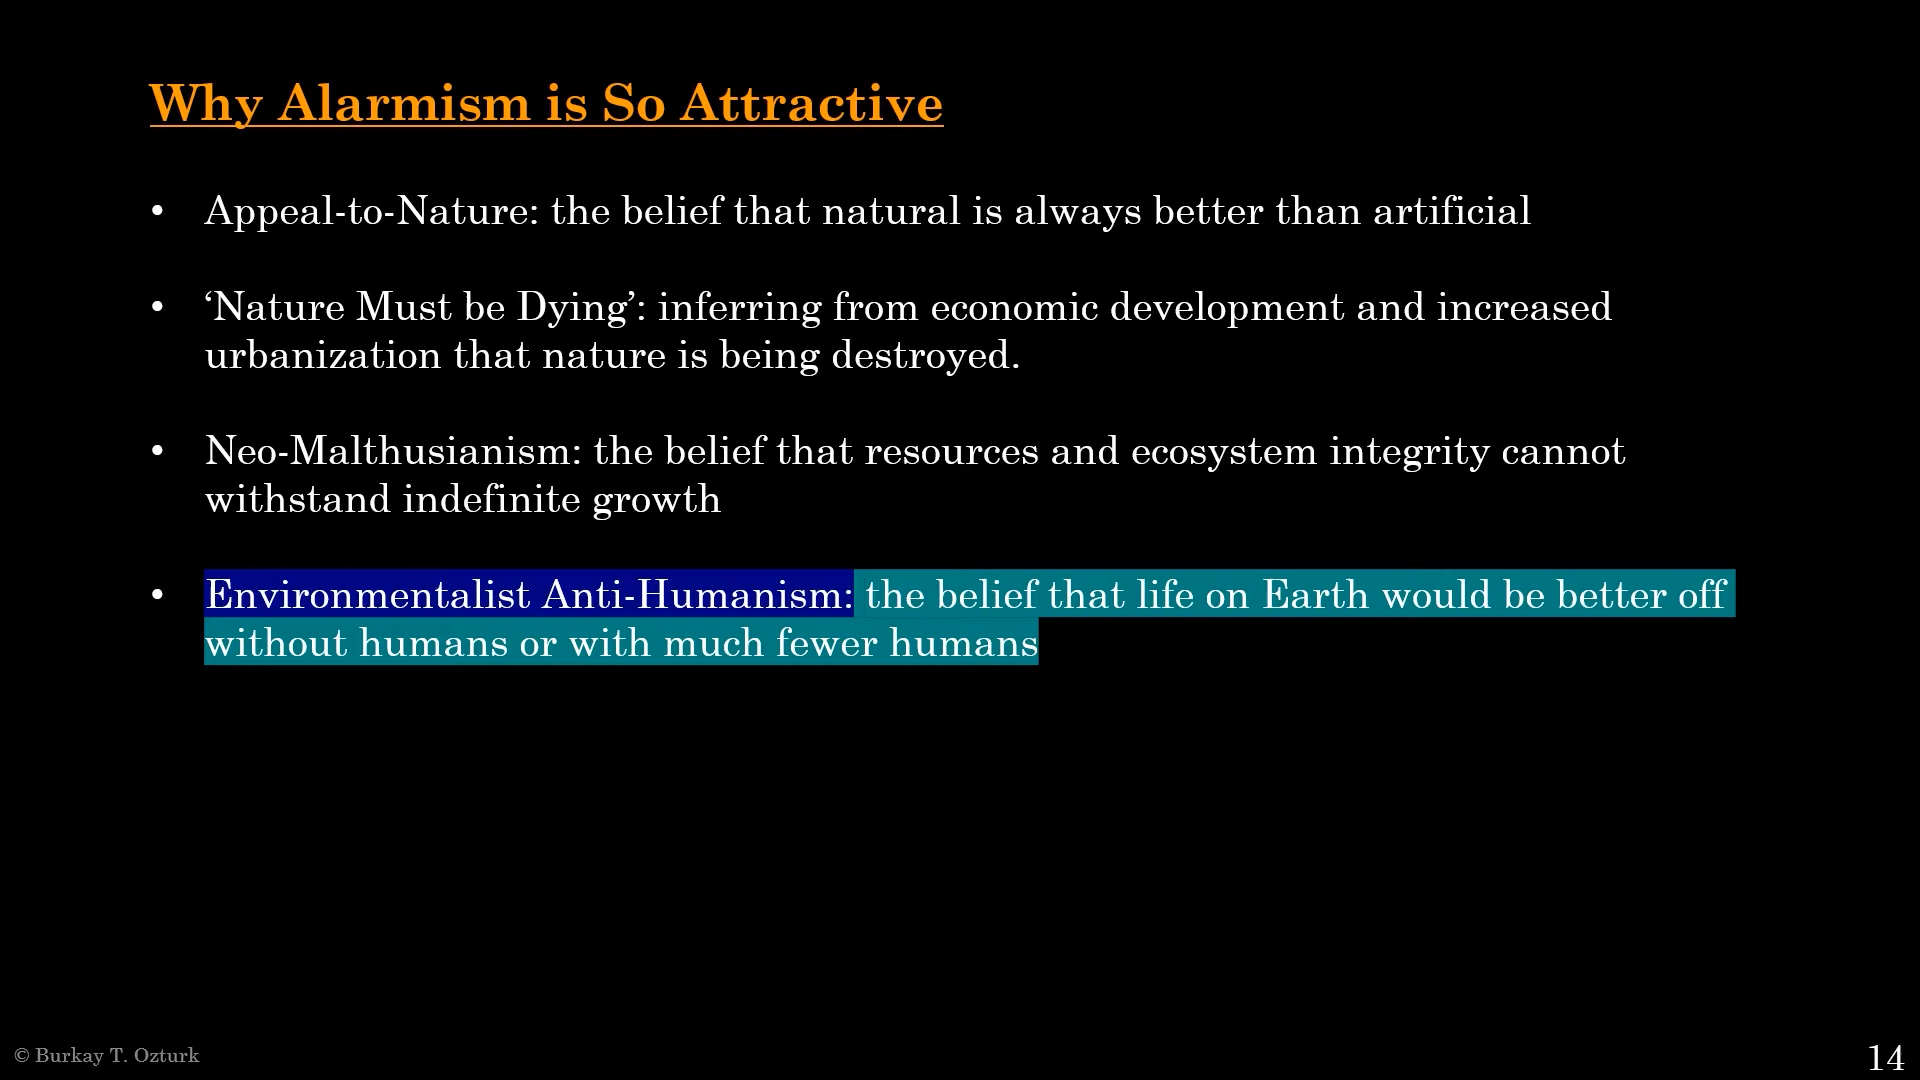 Why Alarmism is So Attractive
• Appeal-to-Nature: the belief that natural is always better than artificial
• ‘Nature Must be Dying’: inferring from economic development and increased
urbanization that nature is being destroyed.
• Neo-Malthusianism: the belief that resources and ecosystem integrity cannot
withstand indefinite growth
• Environmentalist Anti-Humanism: the belief that life on Earth would be better off
without humans or with much fewer humans
© Burkay T. Ozturk
14